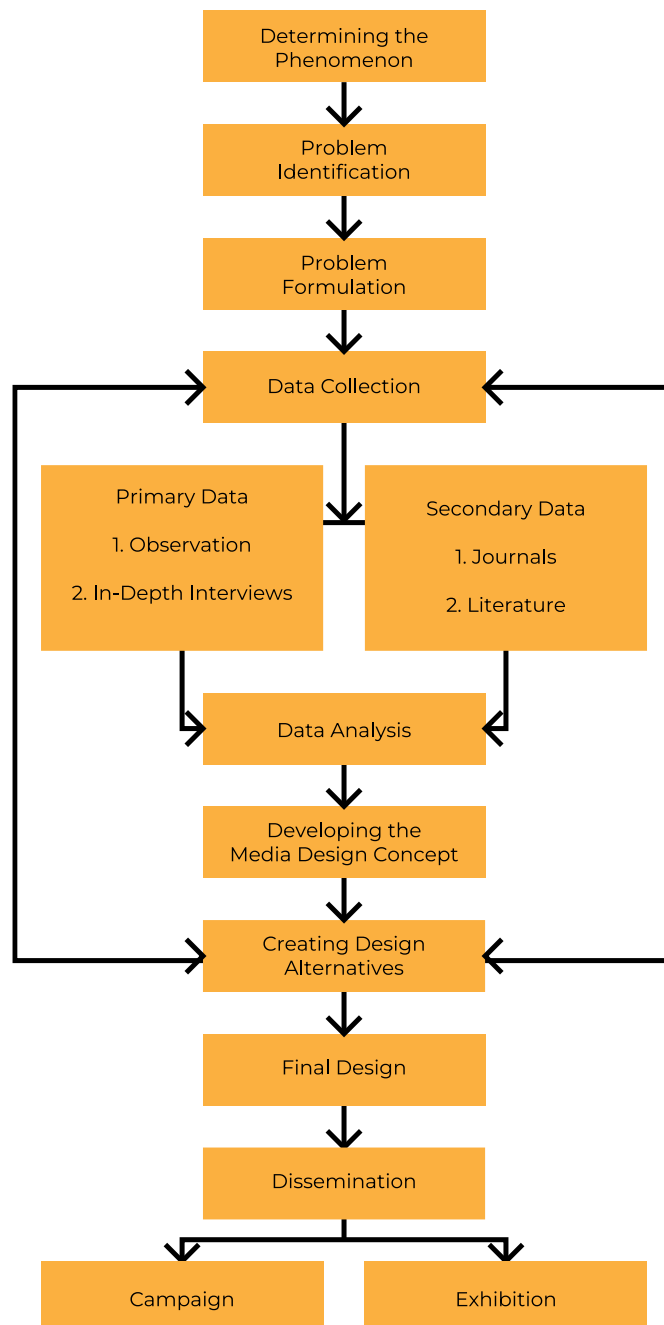 Determining the
Phenomenon
Problem
Identification
Problem
Formulation
Data Collection
Primary Data
1. Observation
2. In-Depth Interviews
Secondary Data
1. Journals
2. Literature
Data Analysis
Developing the
Media Design Concept
Creating Design
Alternatives
Final Design
Dissemination
Campaign
Exhibition